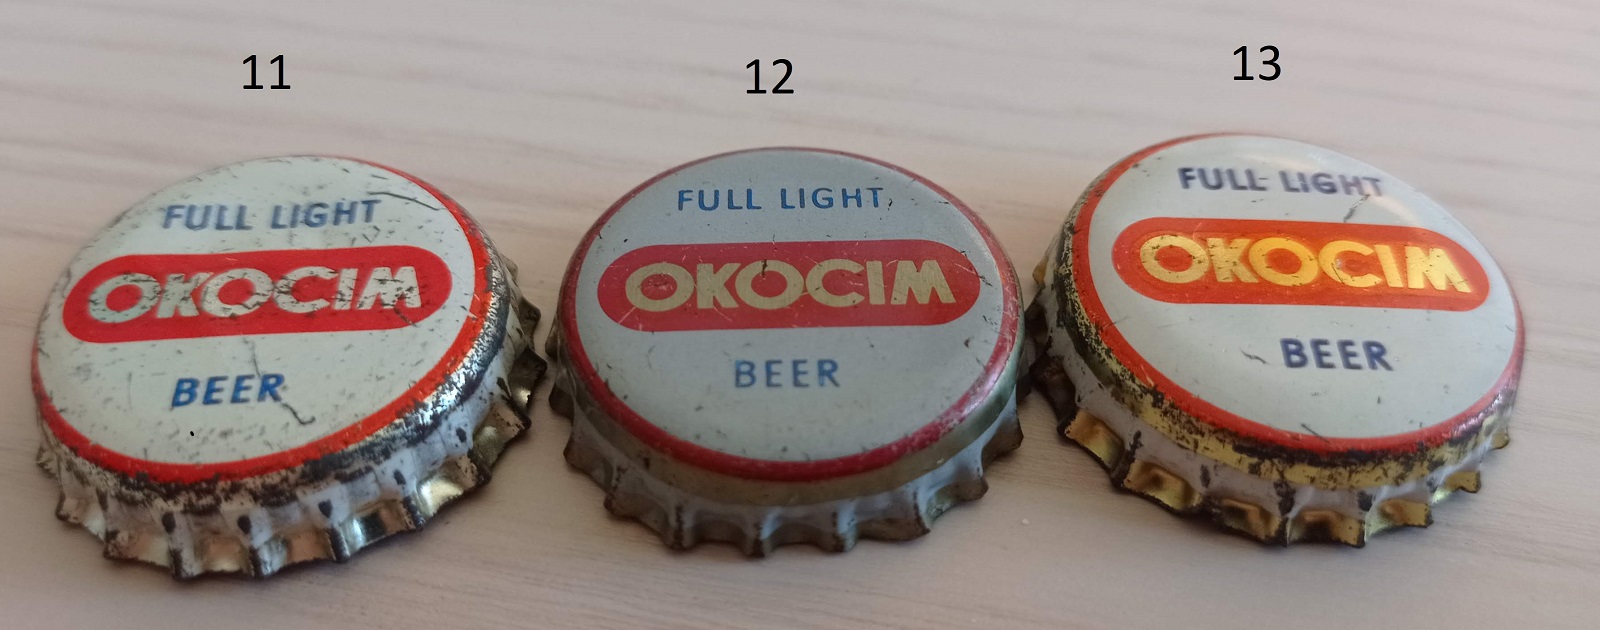 11
12
13
FULL LIGHT
OKOCIM
BEER
FULL LIGHT
OKOCIM
BEER
FULL LIGHT
OKOCIM
BEER